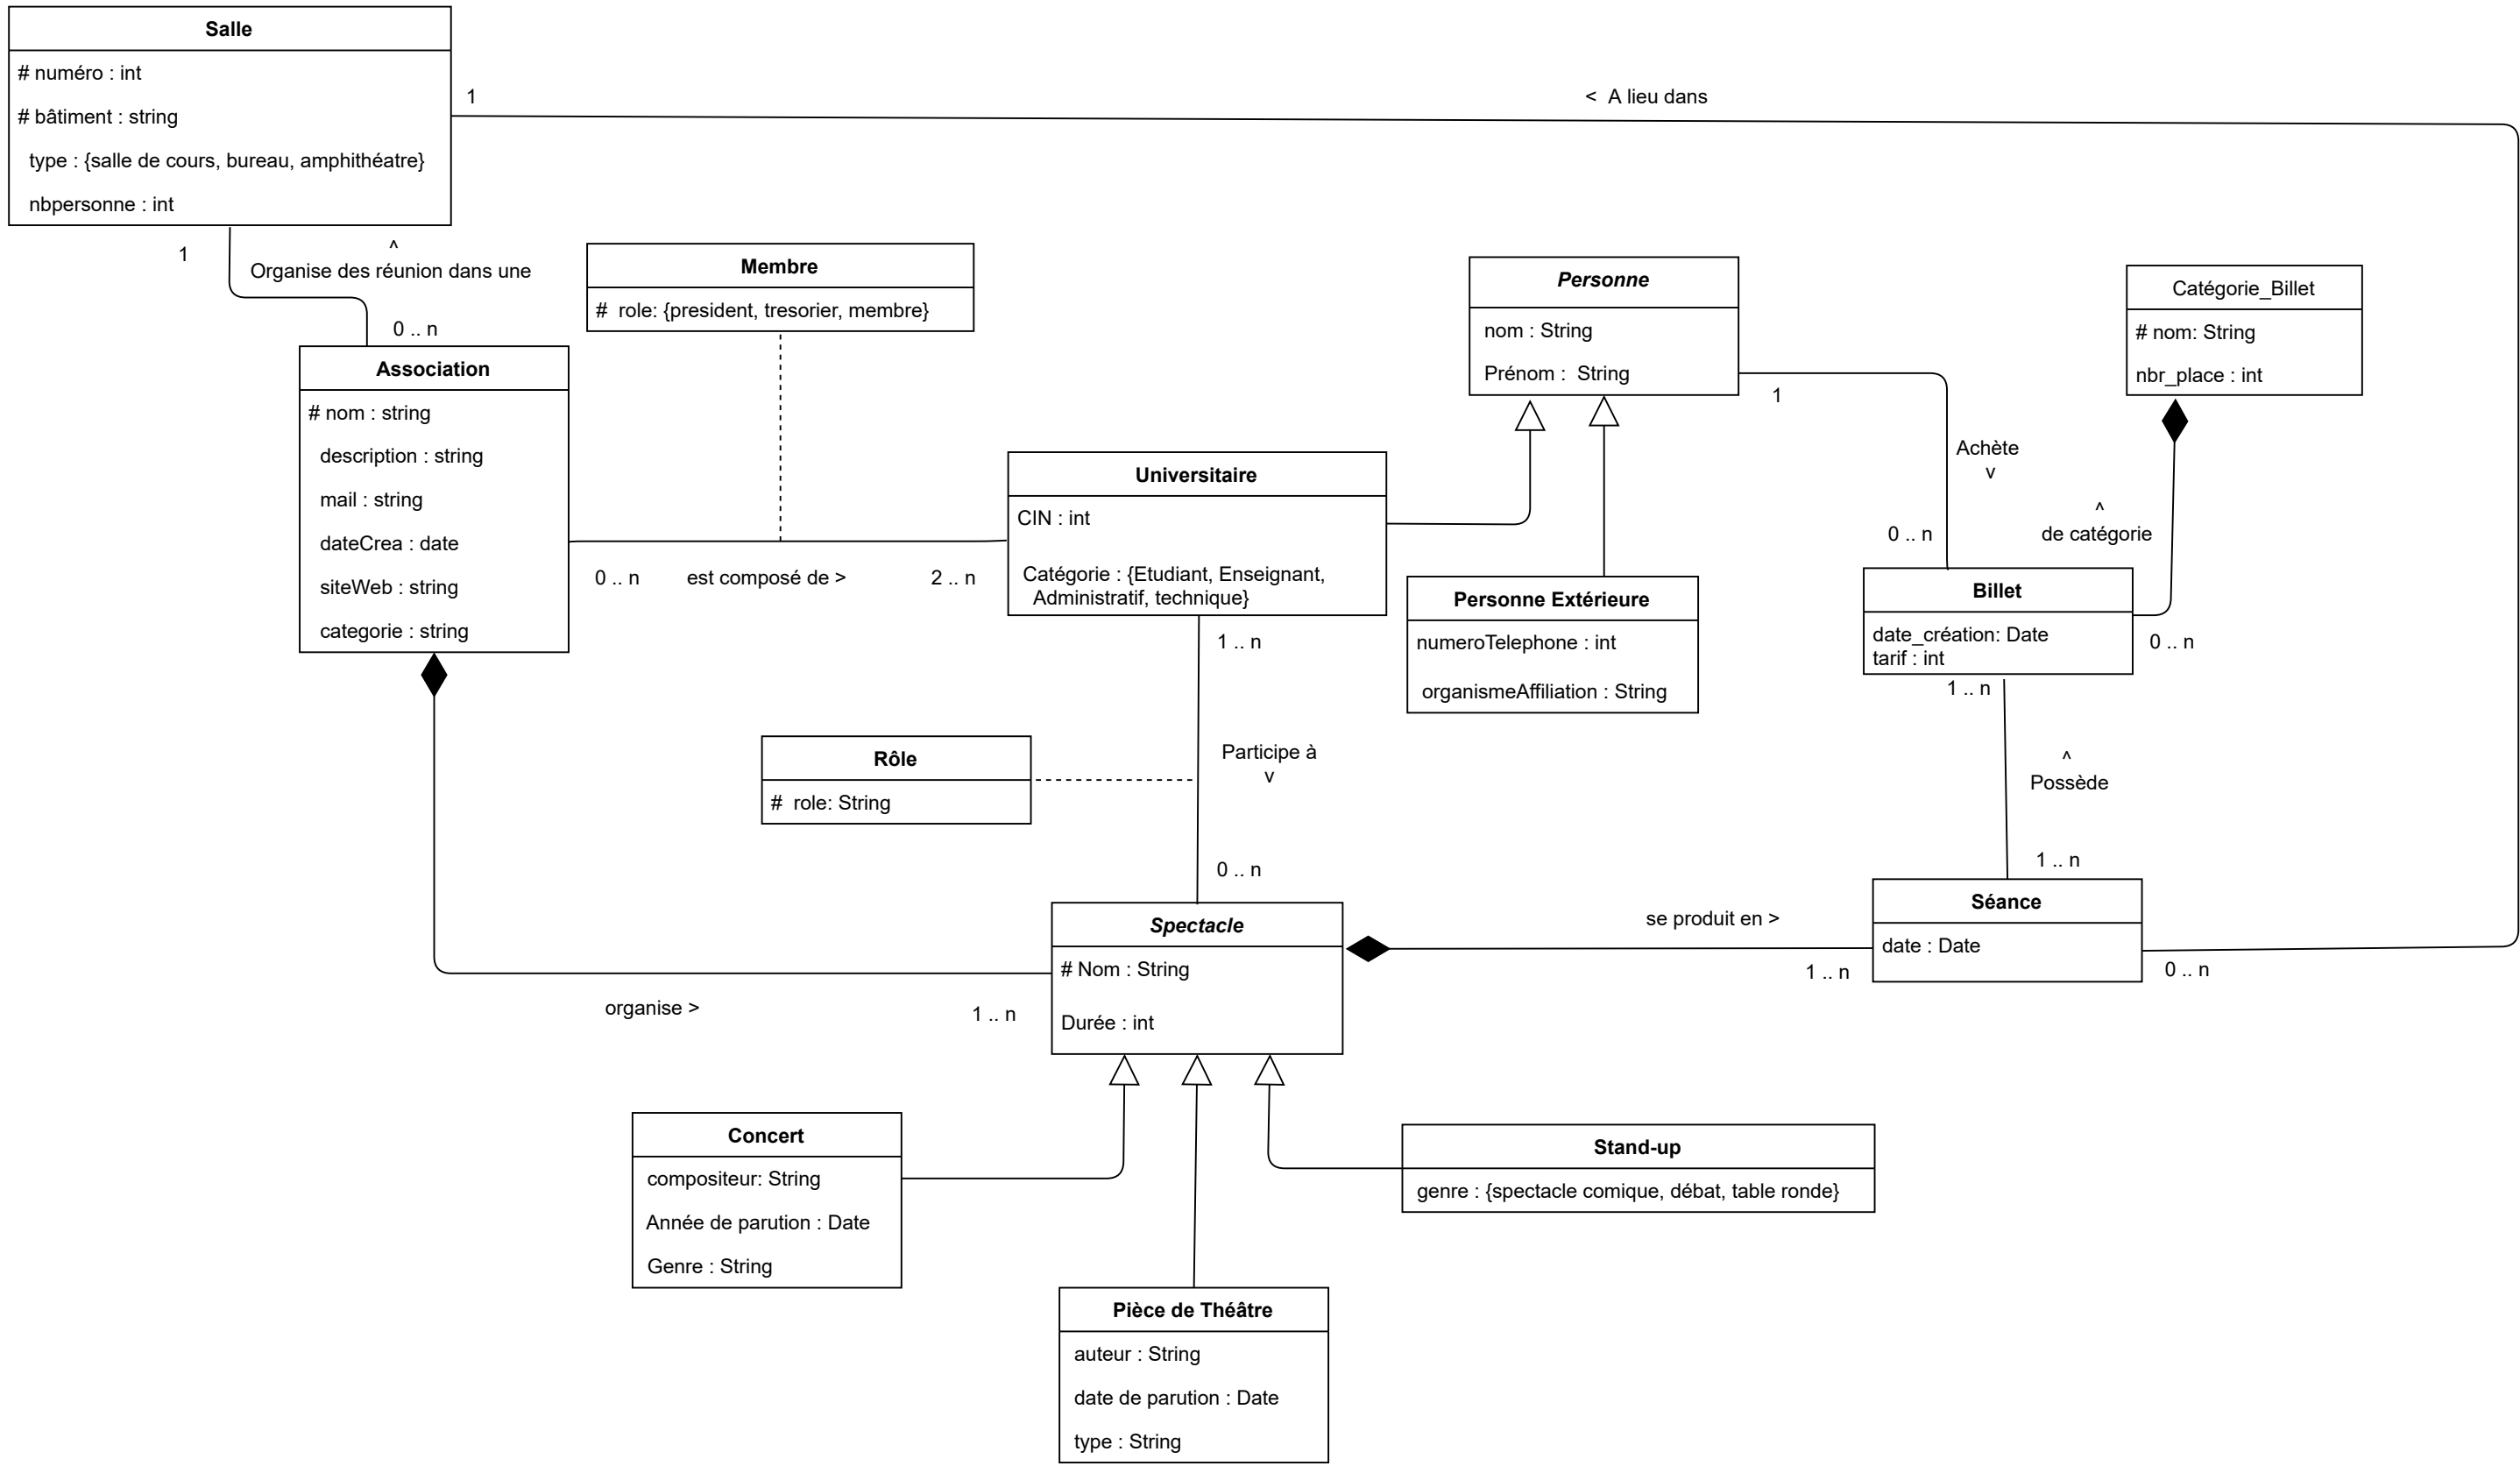 Salle
# numéro : int
# bâtiment : string
type : {salle de cours, bureau, amphithéatre}
nbpersonne : int
1
< A lieu dans
1
^
Organise des réunion dans une
0 .. n
Membre
# role: {president, tresorier, membre}
Personne
nom : String
Prénom : String
1
Catégorie_Billet
# nom: String
nbr_place : int
Association
# nom : string
description : string
mail : string
dateCrea : date
siteWeb : string
categorie : string
0 .. n
est composé de >
2 .. n
Universitaire
CIN : int
Catégorie : {Etudiant, Enseignant,
Administratif, technique}
Achète
v
0 .. n
^
de catégorie
Personne Extérieure
numeroTelephone : int
organismeAffiliation : String
Billet
date_création: Date
tarif : int
0 .. n
1 .. n
1 .. n
Rôle
# role: String
Participe à
v
^
Possède
0 .. n
1 .. n
Spectacle
# Nom : String
Durée : int
se produit en >
1 .. n
Séance
date : Date
0 .. n
organise >
1 .. n
Concert
compositeur: String
Année de parution : Date
Genre : String
Stand-up
genre : {spectacle comique, débat, table ronde}
Pièce de Théâtre
auteur : String
date de parution : Date
type : String